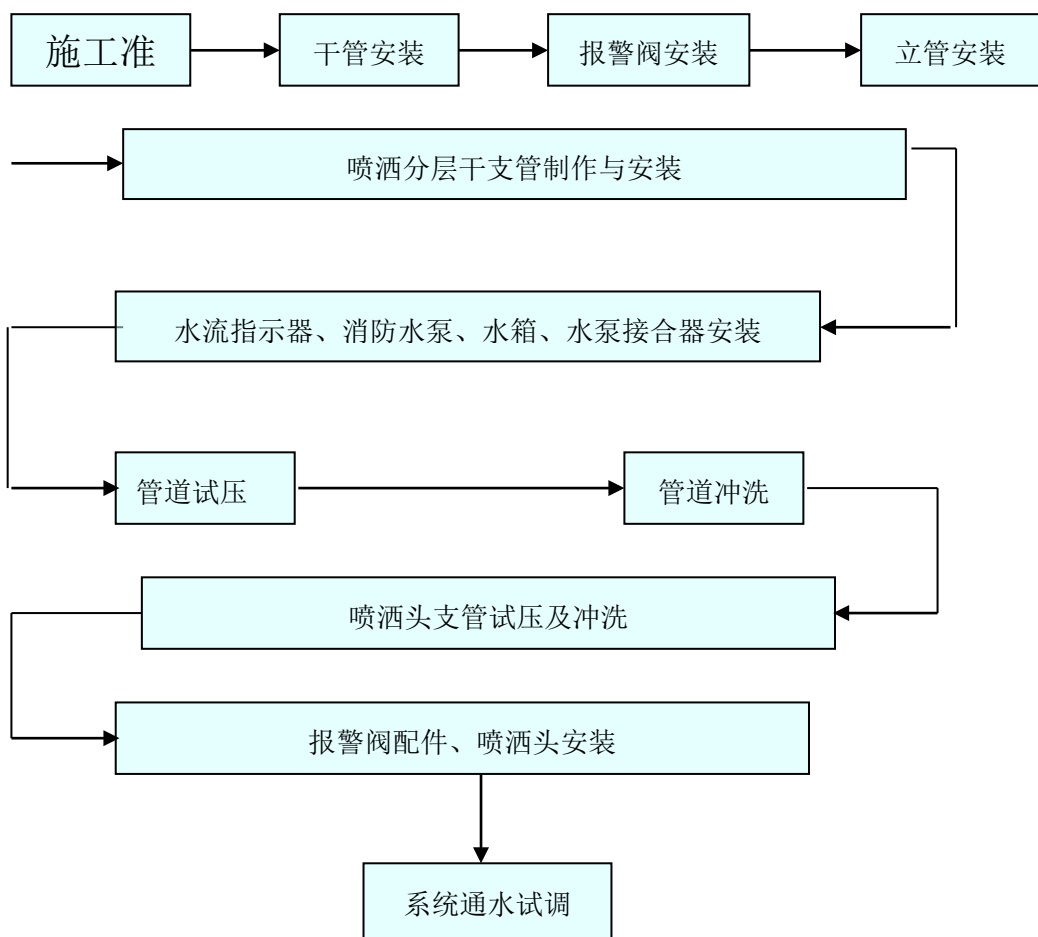 施工准
干管安装
报警阀安装
立管安装
喷洒分层干支管制作与安装
水流指示器、消防水泵、水箱、水泵接合器安装
管道试压
管道冲洗
喷洒头支管试压及冲洗
报警阀配件、喷洒头安装
系统通水试调